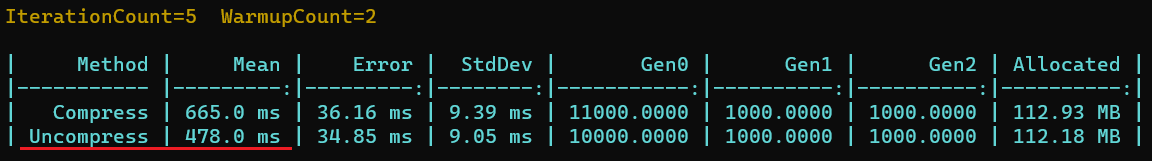 IterationCount=5  WarmupCount=2
|     Method |     Mean |    Error |  StdDev |       Gen0 |      Gen1 |      Gen2 | Allocated |
|----------- |---------:|---------:|--------:|-----------:|----------:|----------:|----------:|
|   Compress | 665.0 ms | 36.16 ms | 9.39 ms | 11000.0000 | 1000.0000 | 1000.0000 | 112.93 MB |
| Uncompress | 478.0 ms | 34.85 ms | 9.05 ms | 10000.0000 | 1000.0000 | 1000.0000 | 112.18 MB |